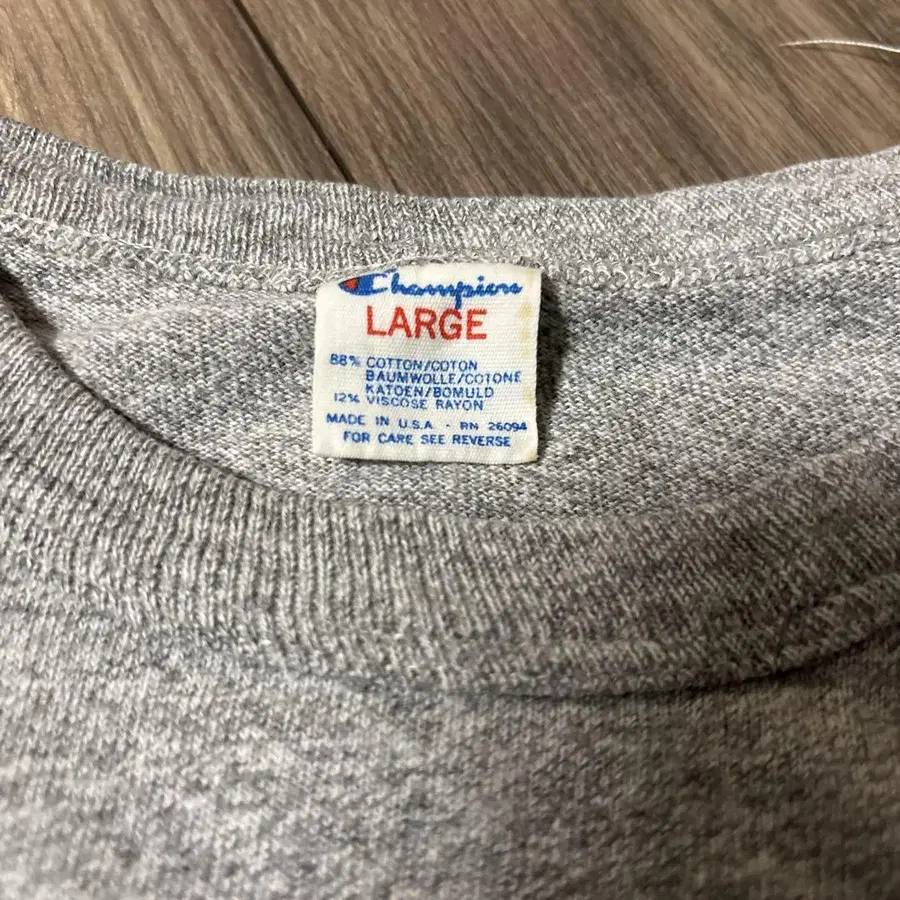 Champion
LARGE
88% COTTON/COTON
BAUMWOLLE/COTONE
KATOEN/BOMULD
12% VISCOSE RAYON
MADE IN U.S.A. - RN 26094
FOR CARE SEE REVERSE